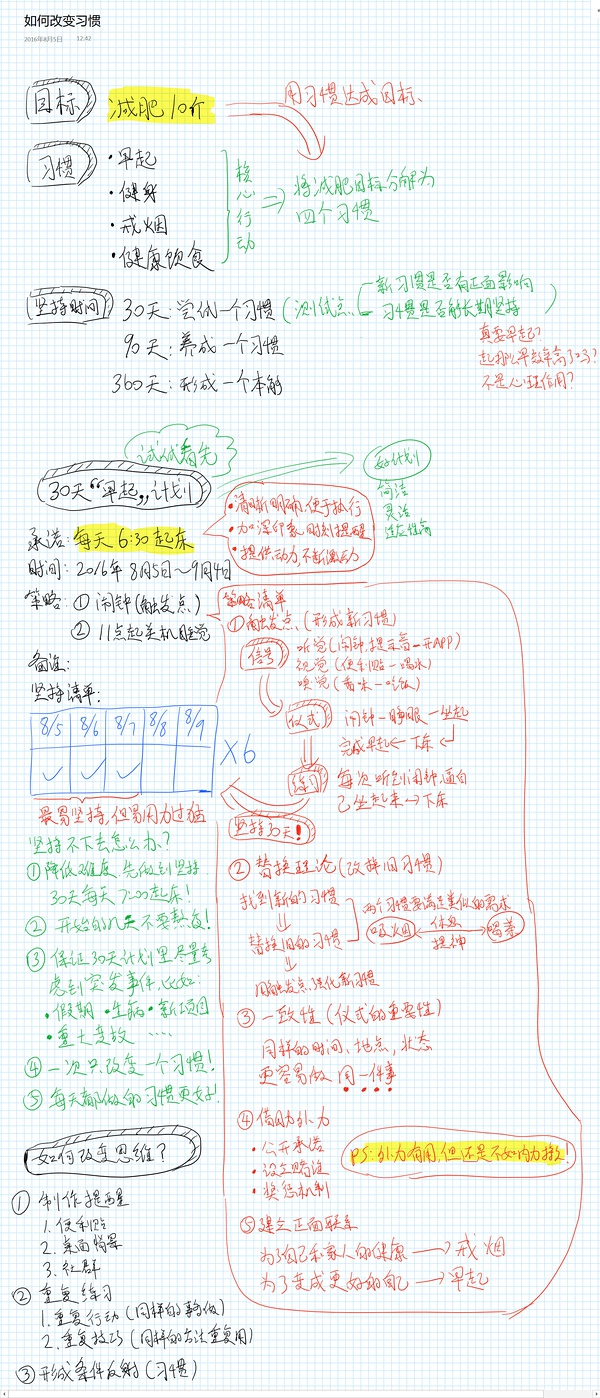 如何改变习惯
2016年8月5日 12:42
目标
减肥10斤
用习惯达成目标、
习惯
·早起
·健身
·戒烟
·健康饮食
核心行动
将减肥目标分解为
四个习惯
坚持时间
30天：尝试一个习惯
(测试点、
新习惯是否有正面影响
习惯是否能长期坚持
)
90天：养成一个习惯
360天：形成一个本能
真要早起?
起那么早效率高了吗?
不是心理作用?
试试看先
30天“早起”计划
好计划
简洁
灵活
适应性高
承诺：每天6:30起床
时间：2016年8月5日~9月4日
策略：①闹钟(触发点)
②11点起关机睡觉
备注：
坚持清单：
·清晰明确,便于执行
·加深印象,时刻提醒
·提供动力,不断激励
8/5 8/6 8/7 8/8 8/9
×6
最易坚持,但易用力过猛
坚持不下去怎么办?
①降低难度,先做到坚持
30天每天7:00起床!
②开始的几天不要熬夜!
③保证30天计划里尽量考
虑到突发事件,比如:
·假期 ·生病 ·新项目
·重大变故 ……
④一次只改变一个习惯!
⑤每天都做的习惯更好!
策略清单
①触发点、(形成新习惯)
信号
听觉(闹钟,提示音—开APP)
视觉(便利贴—喝水)
嗅觉(香味—吃饭)
仪式
闹钟—睁眼—坐起
完成早起←下床
练习
每次听到闹钟,直白
己坐起来→下床
坚持30天!
②替换理论(改掉旧习惯)
找到新的习惯
替换旧的习惯
用触发点,强化新习惯
两个习惯要满足类似的需求
吸烟
休息
提神
喝茶
③一致性(仪式的重要性)
同样的时间、地点,状态
更容易做 同一件事
④借助外力
·公开承诺
·设立赌注
·奖惩机制
PS:外力有用,但还是不如内力撒!
⑤建立正面联系
为了自己和家人的健康→戒烟
为了变成更好的自己→早起
如何改变思维?
①制作提醒
1.便利贴
2.桌面背景
3.社群
②重复练习
1.重复行动(同样的事多做)
2.重复技巧(同样的方法重复用)
③形成条件反射(习惯)